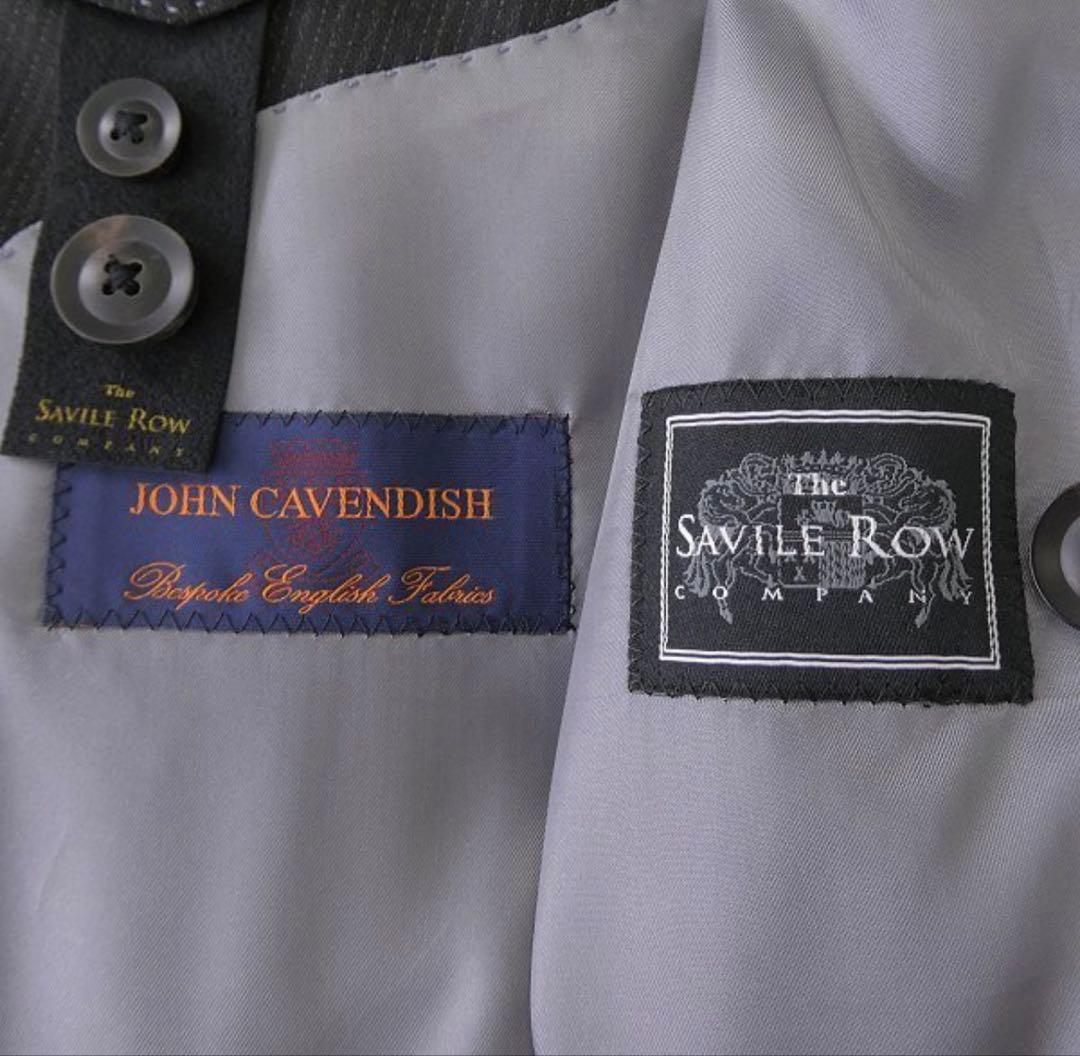 The
SAVILE ROW
COMPANY
JOHN CAVENDISH
Bespoke English Fabrics
The
SAVILE ROW
COMPANY